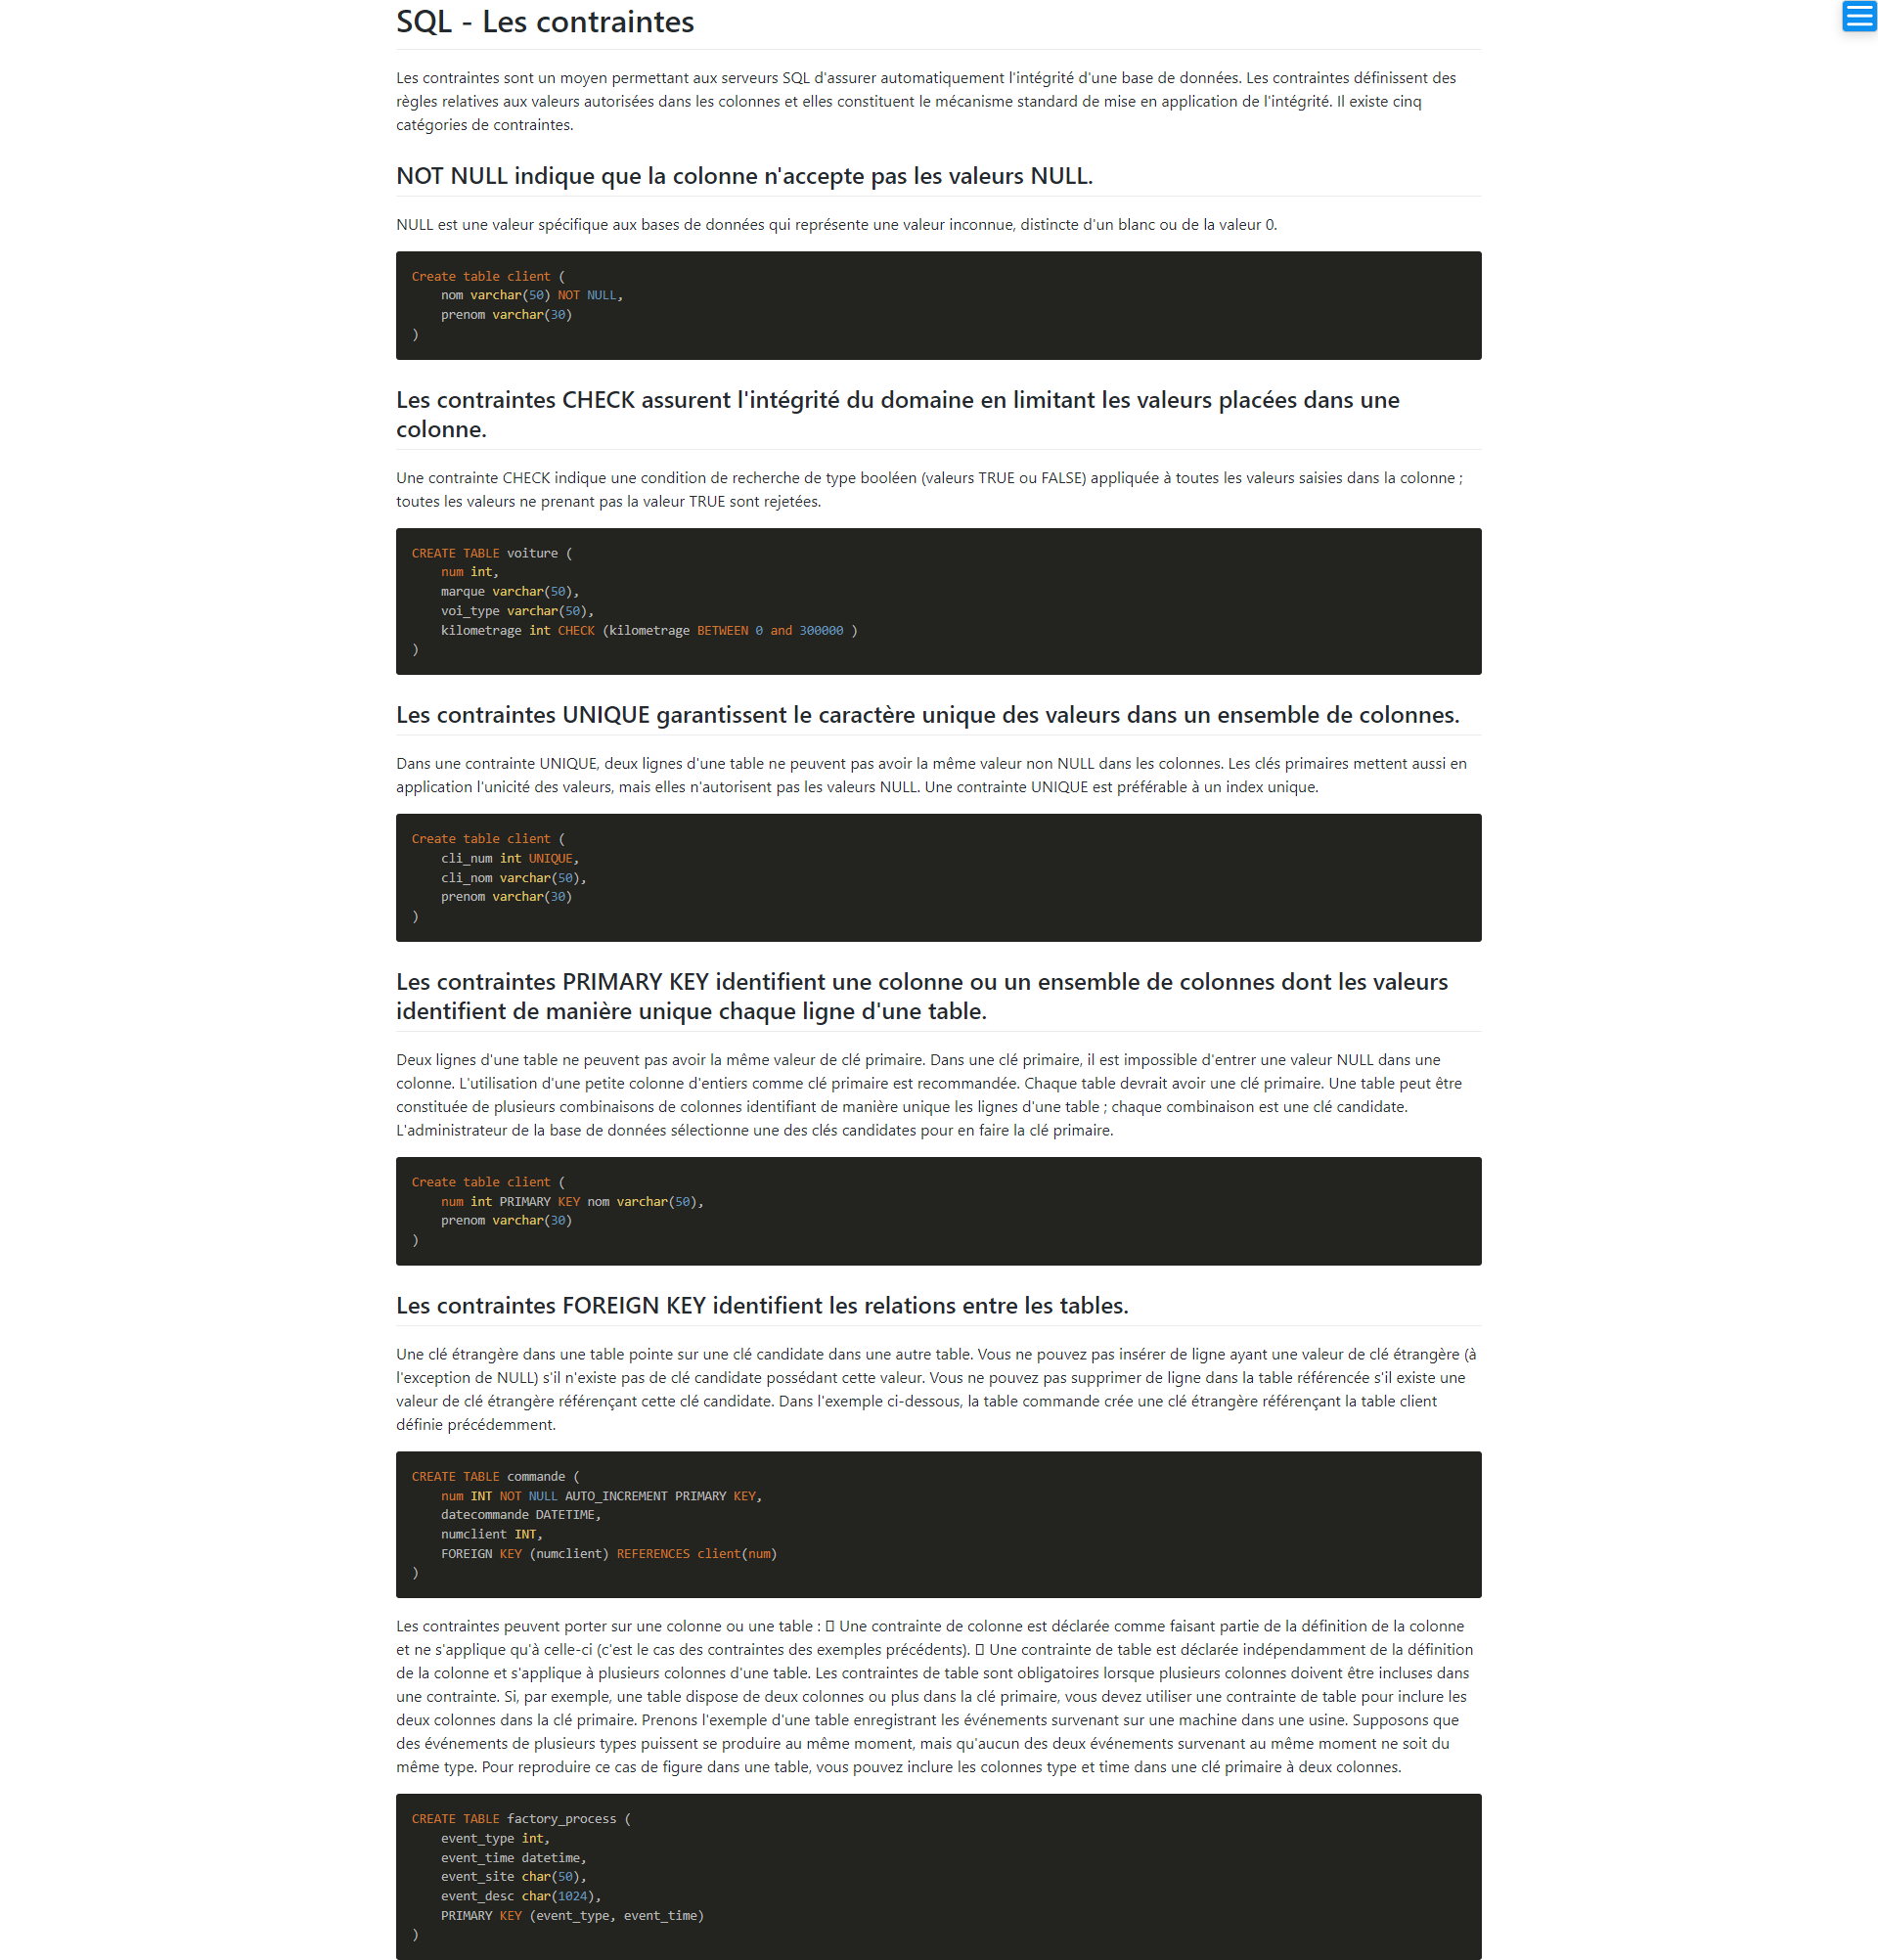 SQL - Les contraintes
Les contraintes sont un moyen permettant aux serveurs SQL d'assurer automatiquement l'intégrité d'une base de données. Les contraintes définissent des
règles relatives aux valeurs autorisées dans les colonnes et elles constituent le mécanisme standard de mise en application de l'intégrité. Il existe cinq
catégories de contraintes.
NOT NULL indique que la colonne n'accepte pas les valeurs NULL.
NULL est une valeur spécifique aux bases de données qui représente une valeur inconnue, distincte d'un blanc ou de la valeur 0.
Create table client (
    nom varchar(50) NOT NULL,
    prenom varchar(30)
)
Les contraintes CHECK assurent l'intégrité du domaine en limitant les valeurs placées dans une
colonne.
Une contrainte CHECK indique une condition de recherche de type booléen (valeurs TRUE ou FALSE) appliquée à toutes les valeurs saisies dans la colonne ;
toutes les valeurs ne prenant pas la valeur TRUE sont rejetées.
CREATE TABLE voiture (
    num int,
    marque varchar(50),
    voi_type varchar(50),
    kilometrage int CHECK (kilometrage BETWEEN 0 and 300000 )
)
Les contraintes UNIQUE garantissent le caractère unique des valeurs dans un ensemble de colonnes.
Dans une contrainte UNIQUE, deux lignes d'une table ne peuvent pas avoir la même valeur non NULL dans les colonnes. Les clés primaires mettent aussi en
application l'unicité des valeurs, mais elles n'autorisent pas les valeurs NULL. Une contrainte UNIQUE est préférable à un index unique.
Create table client (
    cli_num int UNIQUE,
    cli_nom varchar(50),
    prenom varchar(30)
)
Les contraintes PRIMARY KEY identifient une colonne ou un ensemble de colonnes dont les valeurs
identifient de manière unique chaque ligne d'une table.
Deux lignes d'une table ne peuvent pas avoir la même valeur de clé primaire. Dans une clé primaire, il est impossible d'entrer une valeur NULL dans une
colonne. L'utilisation d'une petite colonne d'entiers comme clé primaire est recommandée. Chaque table devrait avoir une clé primaire. Une table peut être
constituée de plusieurs combinaisons de colonnes identifiant de manière unique les lignes d'une table ; chaque combinaison est une clé candidate.
L'administrateur de la base de données sélectionne une des clés candidates pour en faire la clé primaire.
Create table client (
    num int PRIMARY KEY nom varchar(50),
    prenom varchar(30)
)
Les contraintes FOREIGN KEY identifient les relations entre les tables.
Une clé étrangère dans une table pointe sur une clé candidate dans une autre table. Vous ne pouvez pas insérer de ligne ayant une valeur de clé étrangère (à
l'exception de NULL) s'il n'existe pas de clé candidate possédant cette valeur. Vous ne pouvez pas supprimer de ligne dans la table référencée s'il existe une
valeur de clé étrangère référençant cette clé candidate. Dans l'exemple ci-dessous, la table commande crée une clé étrangère référençant la table client
définie précédemment.
CREATE TABLE commande (
    num INT NOT NULL AUTO_INCREMENT PRIMARY KEY,
    datecommande DATETIME,
    numclient INT,
    FOREIGN KEY (numclient) REFERENCES client(num)
)
Les contraintes peuvent porter sur une colonne ou une table :  Une contrainte de colonne est déclarée comme faisant partie de la définition de la colonne
et ne s'applique qu'à celle-ci (c'est le cas des contraintes des exemples précédents).  Une contrainte de table est déclarée indépendamment de la définition
de la colonne et s'applique à plusieurs colonnes d'une table. Les contraintes de table sont obligatoires lorsque plusieurs colonnes doivent être incluses dans
une contrainte. Si, par exemple, une table dispose de deux colonnes ou plus dans la clé primaire, vous devez utiliser une contrainte de table pour inclure les
deux colonnes dans la clé primaire. Prenons l'exemple d'une table enregistrant les événements survenant sur une machine dans une usine. Supposons que
des événements de plusieurs types puissent se produire au même moment, mais qu'aucun des deux événements survenant au même moment ne soit du
même type. Pour reproduire ce cas de figure dans une table, vous pouvez inclure les colonnes type et time dans une clé primaire à deux colonnes.
CREATE TABLE factory_process (
    event_type int,
    event_time datetime,
    event_site char(50),
    event_desc char(1024),
    PRIMARY KEY (event_type, event_time)
)